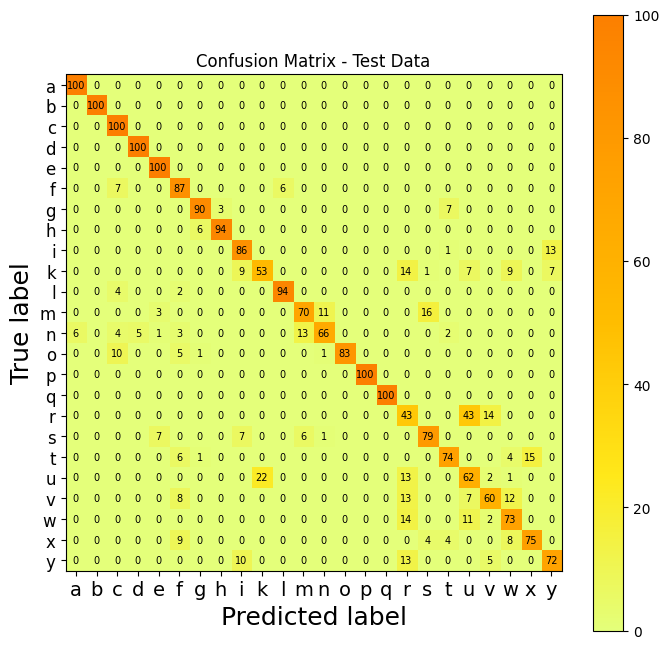 Confusion Matrix - Test Data
a 100 0 0 0 0 0 0 0 0 0 0 0 0 0 0 0 0 0 0 0 0 0 0 0
b 0 100 0 0 0 0 0 0 0 0 0 0 0 0 0 0 0 0 0 0 0 0 0 0
c 0 0 100 0 0 0 0 0 0 0 0 0 0 0 0 0 0 0 0 0 0 0 0 0
d 0 0 0 100 0 0 0 0 0 0 0 0 0 0 0 0 0 0 0 0 0 0 0 0
e 0 0 0 0 100 0 0 0 0 0 0 0 0 0 0 0 0 0 0 0 0 0 0 0
f 0 0 7 0 0 87 0 0 0 0 6 0 0 0 0 0 0 0 0 0 0 0 0 0
g 0 0 0 0 0 0 90 3 0 0 0 0 0 0 0 0 0 0 7 0 0 0 0 0
h 0 0 0 0 0 0 6 94 0 0 0 0 0 0 0 0 0 0 0 0 0 0 0 0
i 0 0 0 0 0 0 0 0 86 0 0 0 0 0 0 0 0 0 1 0 0 0 0 13
k 0 0 0 0 0 0 0 0 9 53 0 0 0 0 0 0 14 1 0 7 0 9 0 7
l 0 0 4 0 0 2 0 0 0 0 94 0 0 0 0 0 0 0 0 0 0 0 0 0
m 0 0 0 0 3 0 0 0 0 0 0 70 11 0 0 0 0 16 0 0 0 0 0 0
n 6 0 4 5 1 3 0 0 0 0 0 13 66 0 0 0 0 0 2 0 0 0 0 0
o 0 0 10 0 0 5 1 0 0 0 0 0 1 83 0 0 0 0 0 0 0 0 0 0
p 0 0 0 0 0 0 0 0 0 0 0 0 0 0 100 0 0 0 0 0 0 0 0 0
q 0 0 0 0 0 0 0 0 0 0 0 0 0 0 0 100 0 0 0 0 0 0 0 0
r 0 0 0 0 0 0 0 0 0 0 0 0 0 0 0 0 43 0 0 43 14 0 0 0
s 0 0 0 0 7 0 0 0 7 0 0 6 1 0 0 0 0 79 0 0 0 0 0 0
t 0 0 0 0 0 6 1 0 0 0 0 0 0 0 0 0 0 0 74 0 0 4 15 0
u 0 0 0 0 0 0 0 0 0 22 0 0 0 0 0 0 13 0 0 62 2 1 0 0
v 0 0 0 0 0 8 0 0 0 0 0 0 0 0 0 0 13 0 0 7 60 12 0 0
w 0 0 0 0 0 0 0 0 0 0 0 0 0 0 0 0 14 0 0 11 2 73 0 0
x 0 0 0 0 0 9 0 0 0 0 0 0 0 0 0 0 0 4 4 0 0 8 75 0
y 0 0 0 0 0 0 0 0 10 0 0 0 0 0 0 0 13 0 0 0 5 0 0 72
a b c d e f g h i k l m n o p q r s t u v w x y
Predicted label
True label
100
80
60
40
20
0